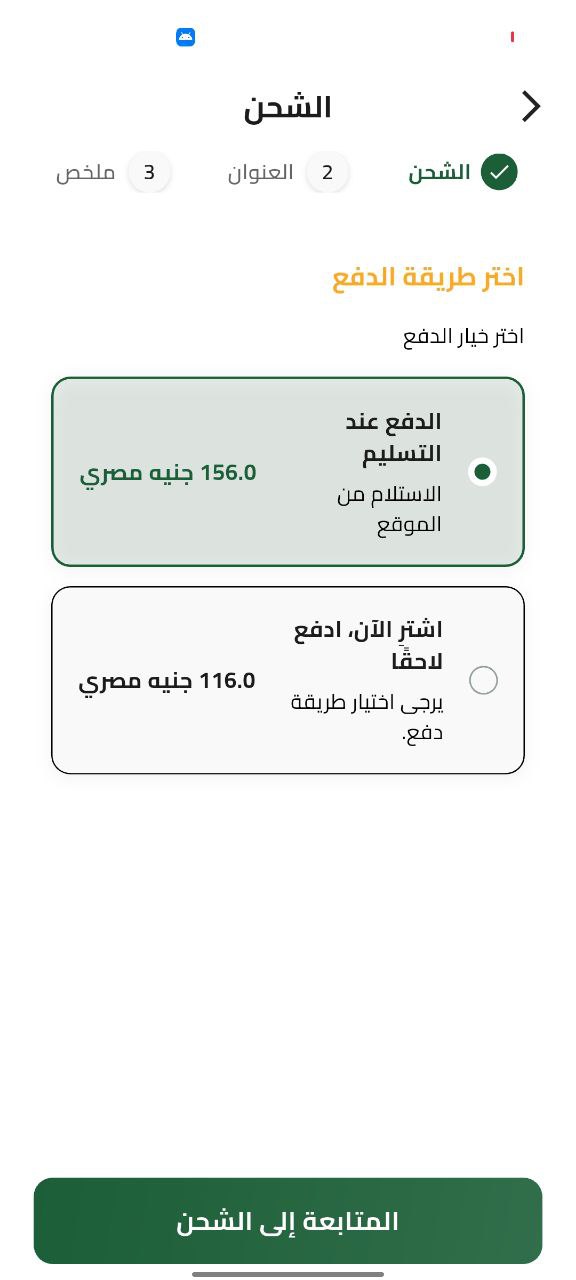 الشحن
الشحن
2 العنوان
3 ملخص
اختر طريقة الدفع
اختر خيار الدفع
الدفع عند
التسليم
الاستلام من
الموقع
156.0 جنيه مصري
اشترِ الآن، ادفع
لاحقًا
يرجى اختيار طريقة
دفع.
116.0 جنيه مصري
المتابعة إلى الشحن